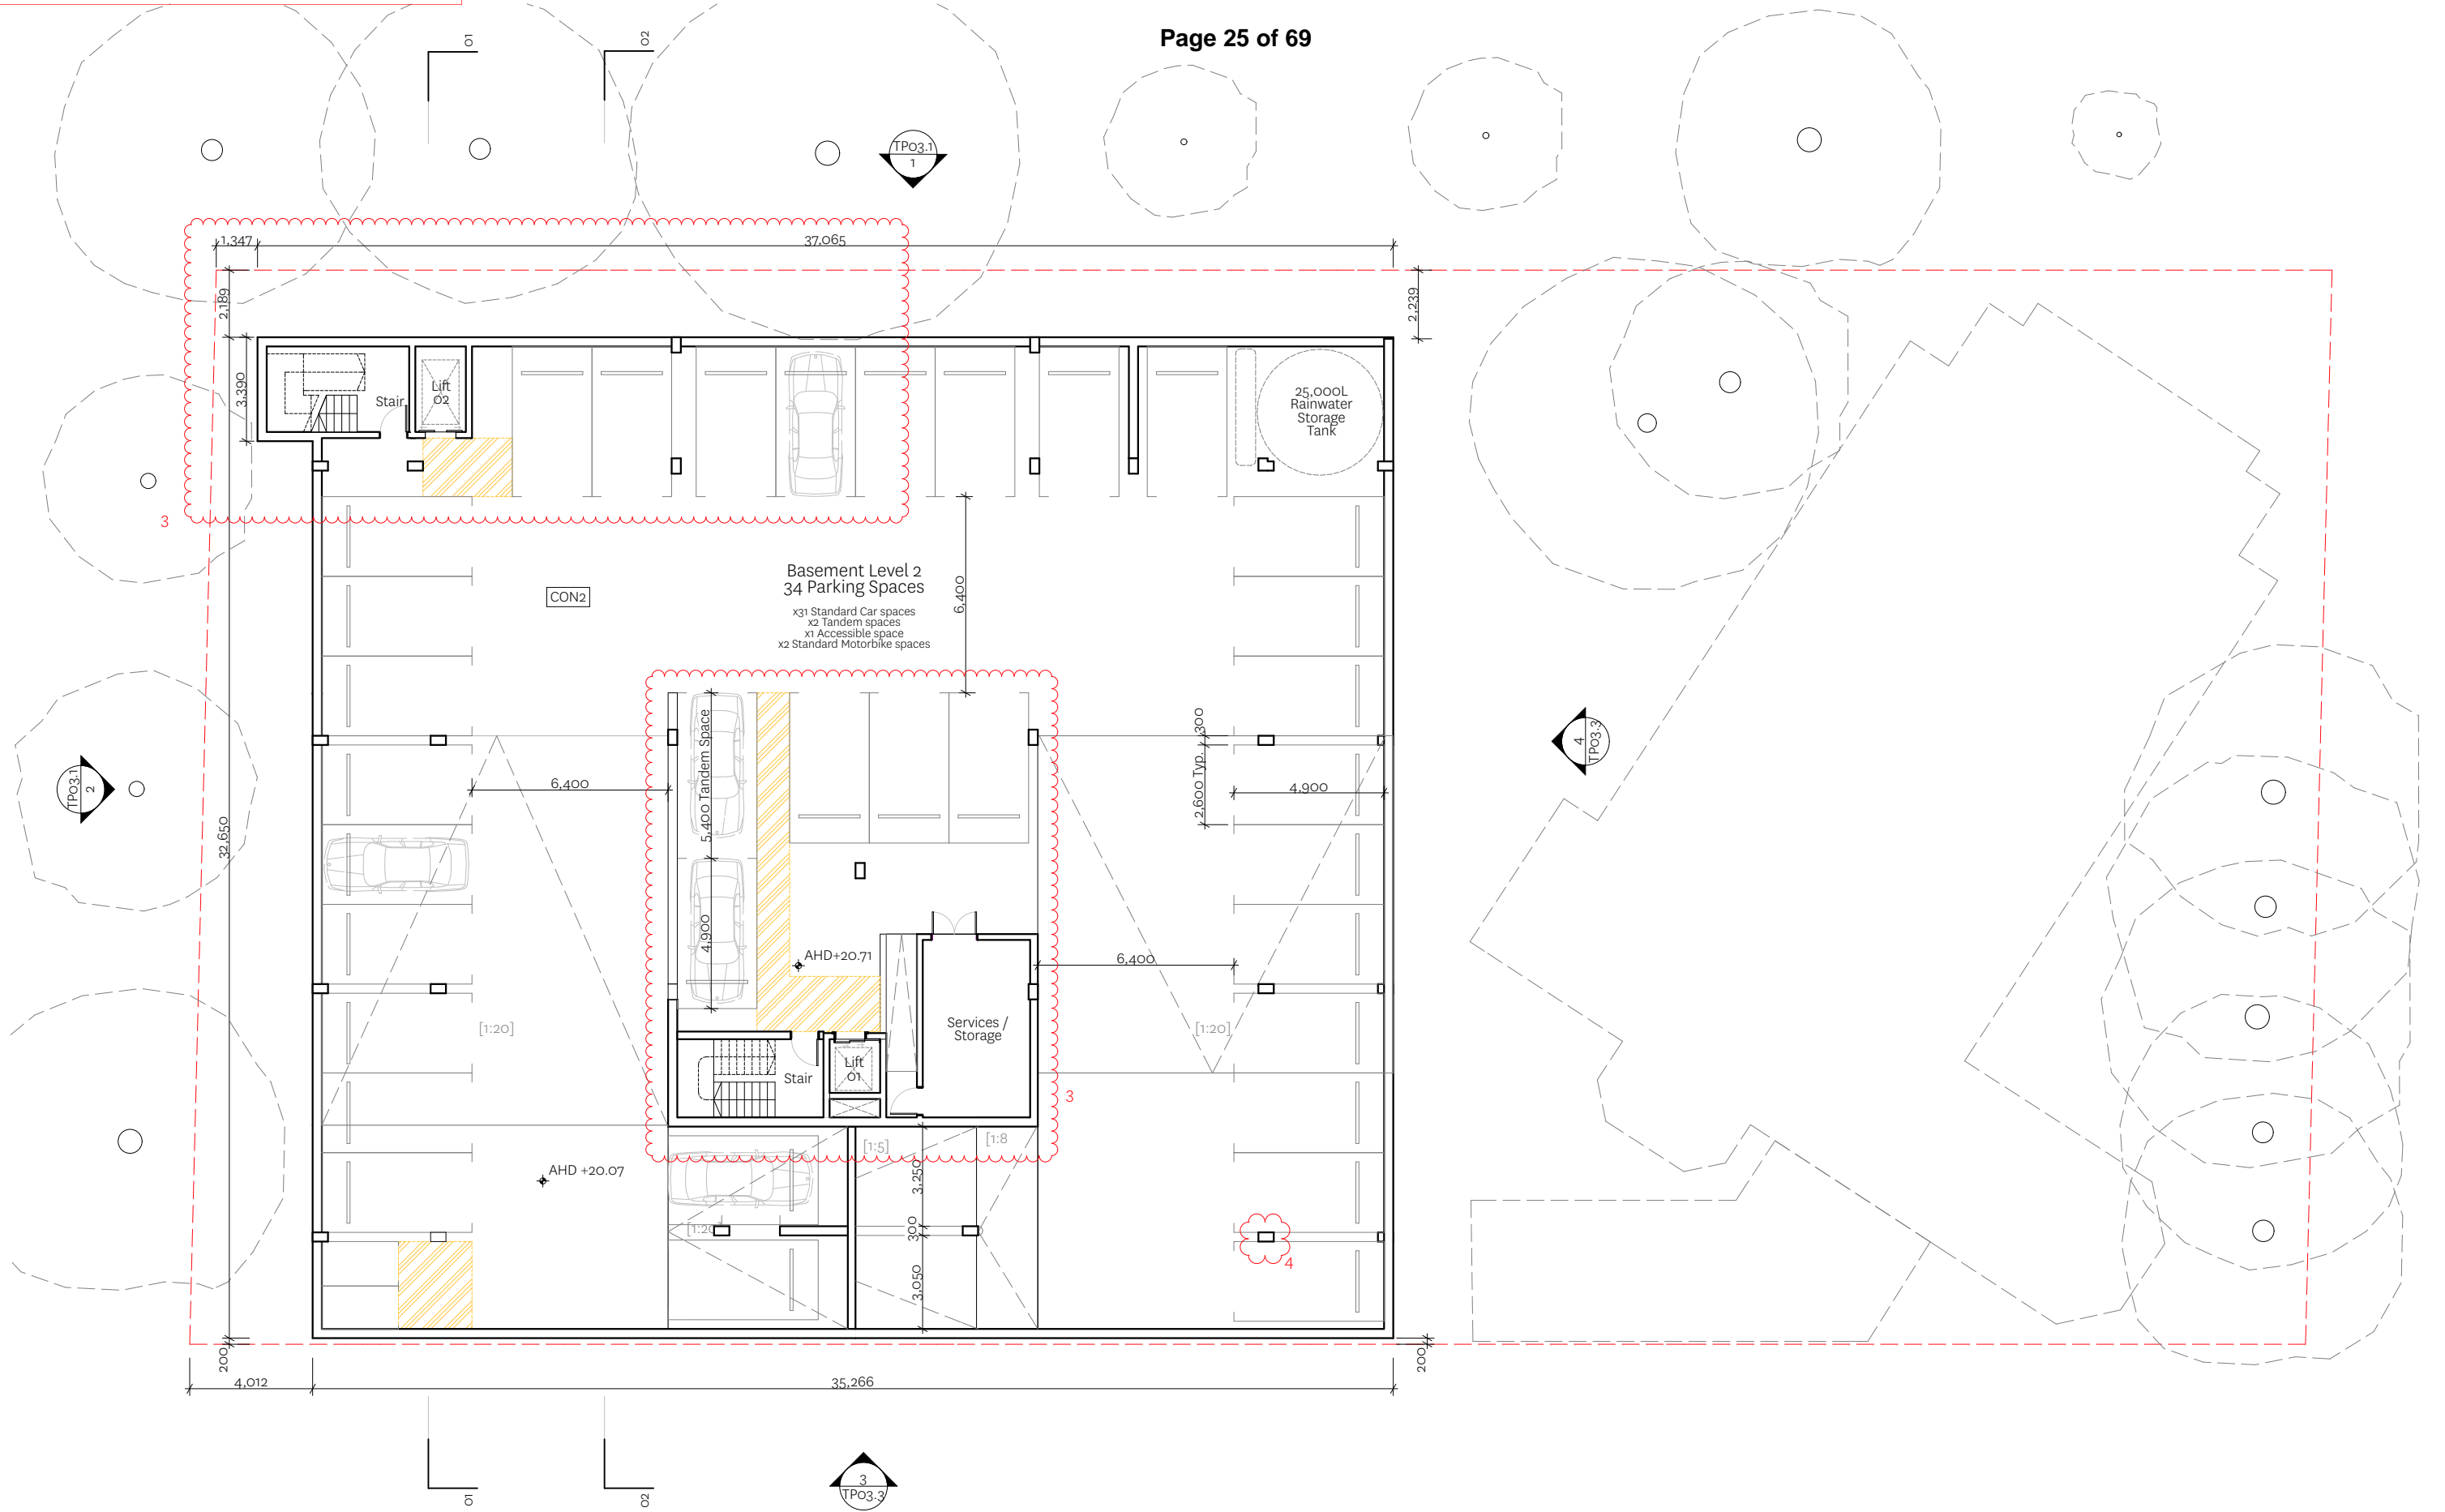 Page 25 of 69
01
02
TP03.1
1
1,347
37,065
2,189
2,239
3,390
Stair
Lift
02
25,000L
Rainwater
Storage
Tank
3
Basement Level 2
34 Parking Spaces
x31 Standard Car spaces
x2 Tandem spaces
x1 Accessible space
x2 Standard Motorbike spaces
CON2
6,400
5,400 Tandem Space
300
2,600 Typ.
4
TP03.3
TP03.1
2
6,400
4,900
32,650
4,900
AHD+20.71
6,400
[1:20]
Services /
Storage
[1:20]
Stair
Lift
01
3
[1:5]
[1:8
3,250
AHD +20.07
[1:20
300
4
3,050
200
200
4,012
35,266
3
TP03.3
01
02